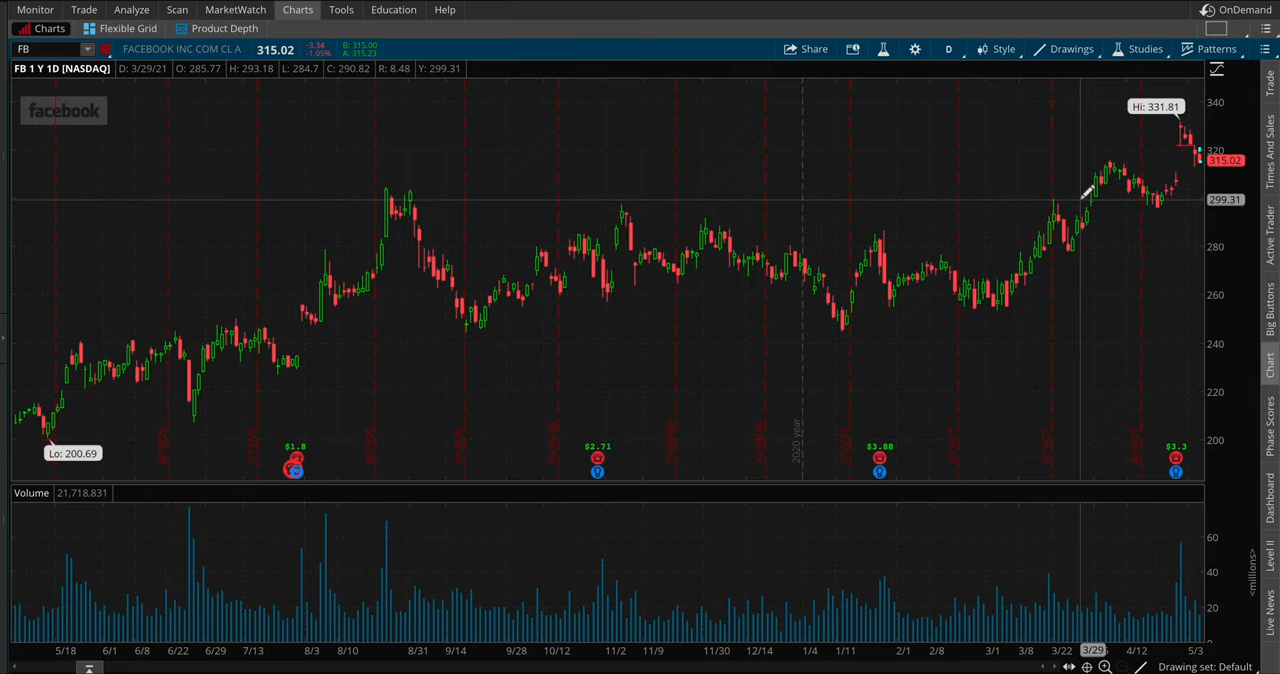 Monitor Trade Analyze Scan MarketWatch Charts Tools Education Help OnDemand
Charts Flexible Grid Product Depth
FB FACEBOOK INC COM CL A 315.02 -3.34 -1.05% B: 315.00 A: 315.23 Share D Style Drawings Studies Patterns
FB 1 Y 1D [NASDAQ] D: 3/29/21 O: 285.77 H: 293.18 L: 284.7 C: 290.82 R: 8.48 Y: 299.31
facebook
Hi: 331.81
Lo: 200.69
340
320
315.02
299.31
280
260
240
220
200
2020 year
$1.8 $2.71 $3.88 $3.3
Volume 21,718,831
60
40
20
<millions>
5/18 6/1 6/8 6/22 6/29 7/13 8/3 8/10 8/31 9/14 9/28 10/12 11/2 11/9 11/30 12/14 1/4 1/11 2/1 2/8 3/1 3/8 3/22 3/29 4/12 5/3
Drawing set: Default
Trade
Times And Sales
Active Trader
Big Buttons
Chart
Phase Scores
Dashboard
Level II
Live News